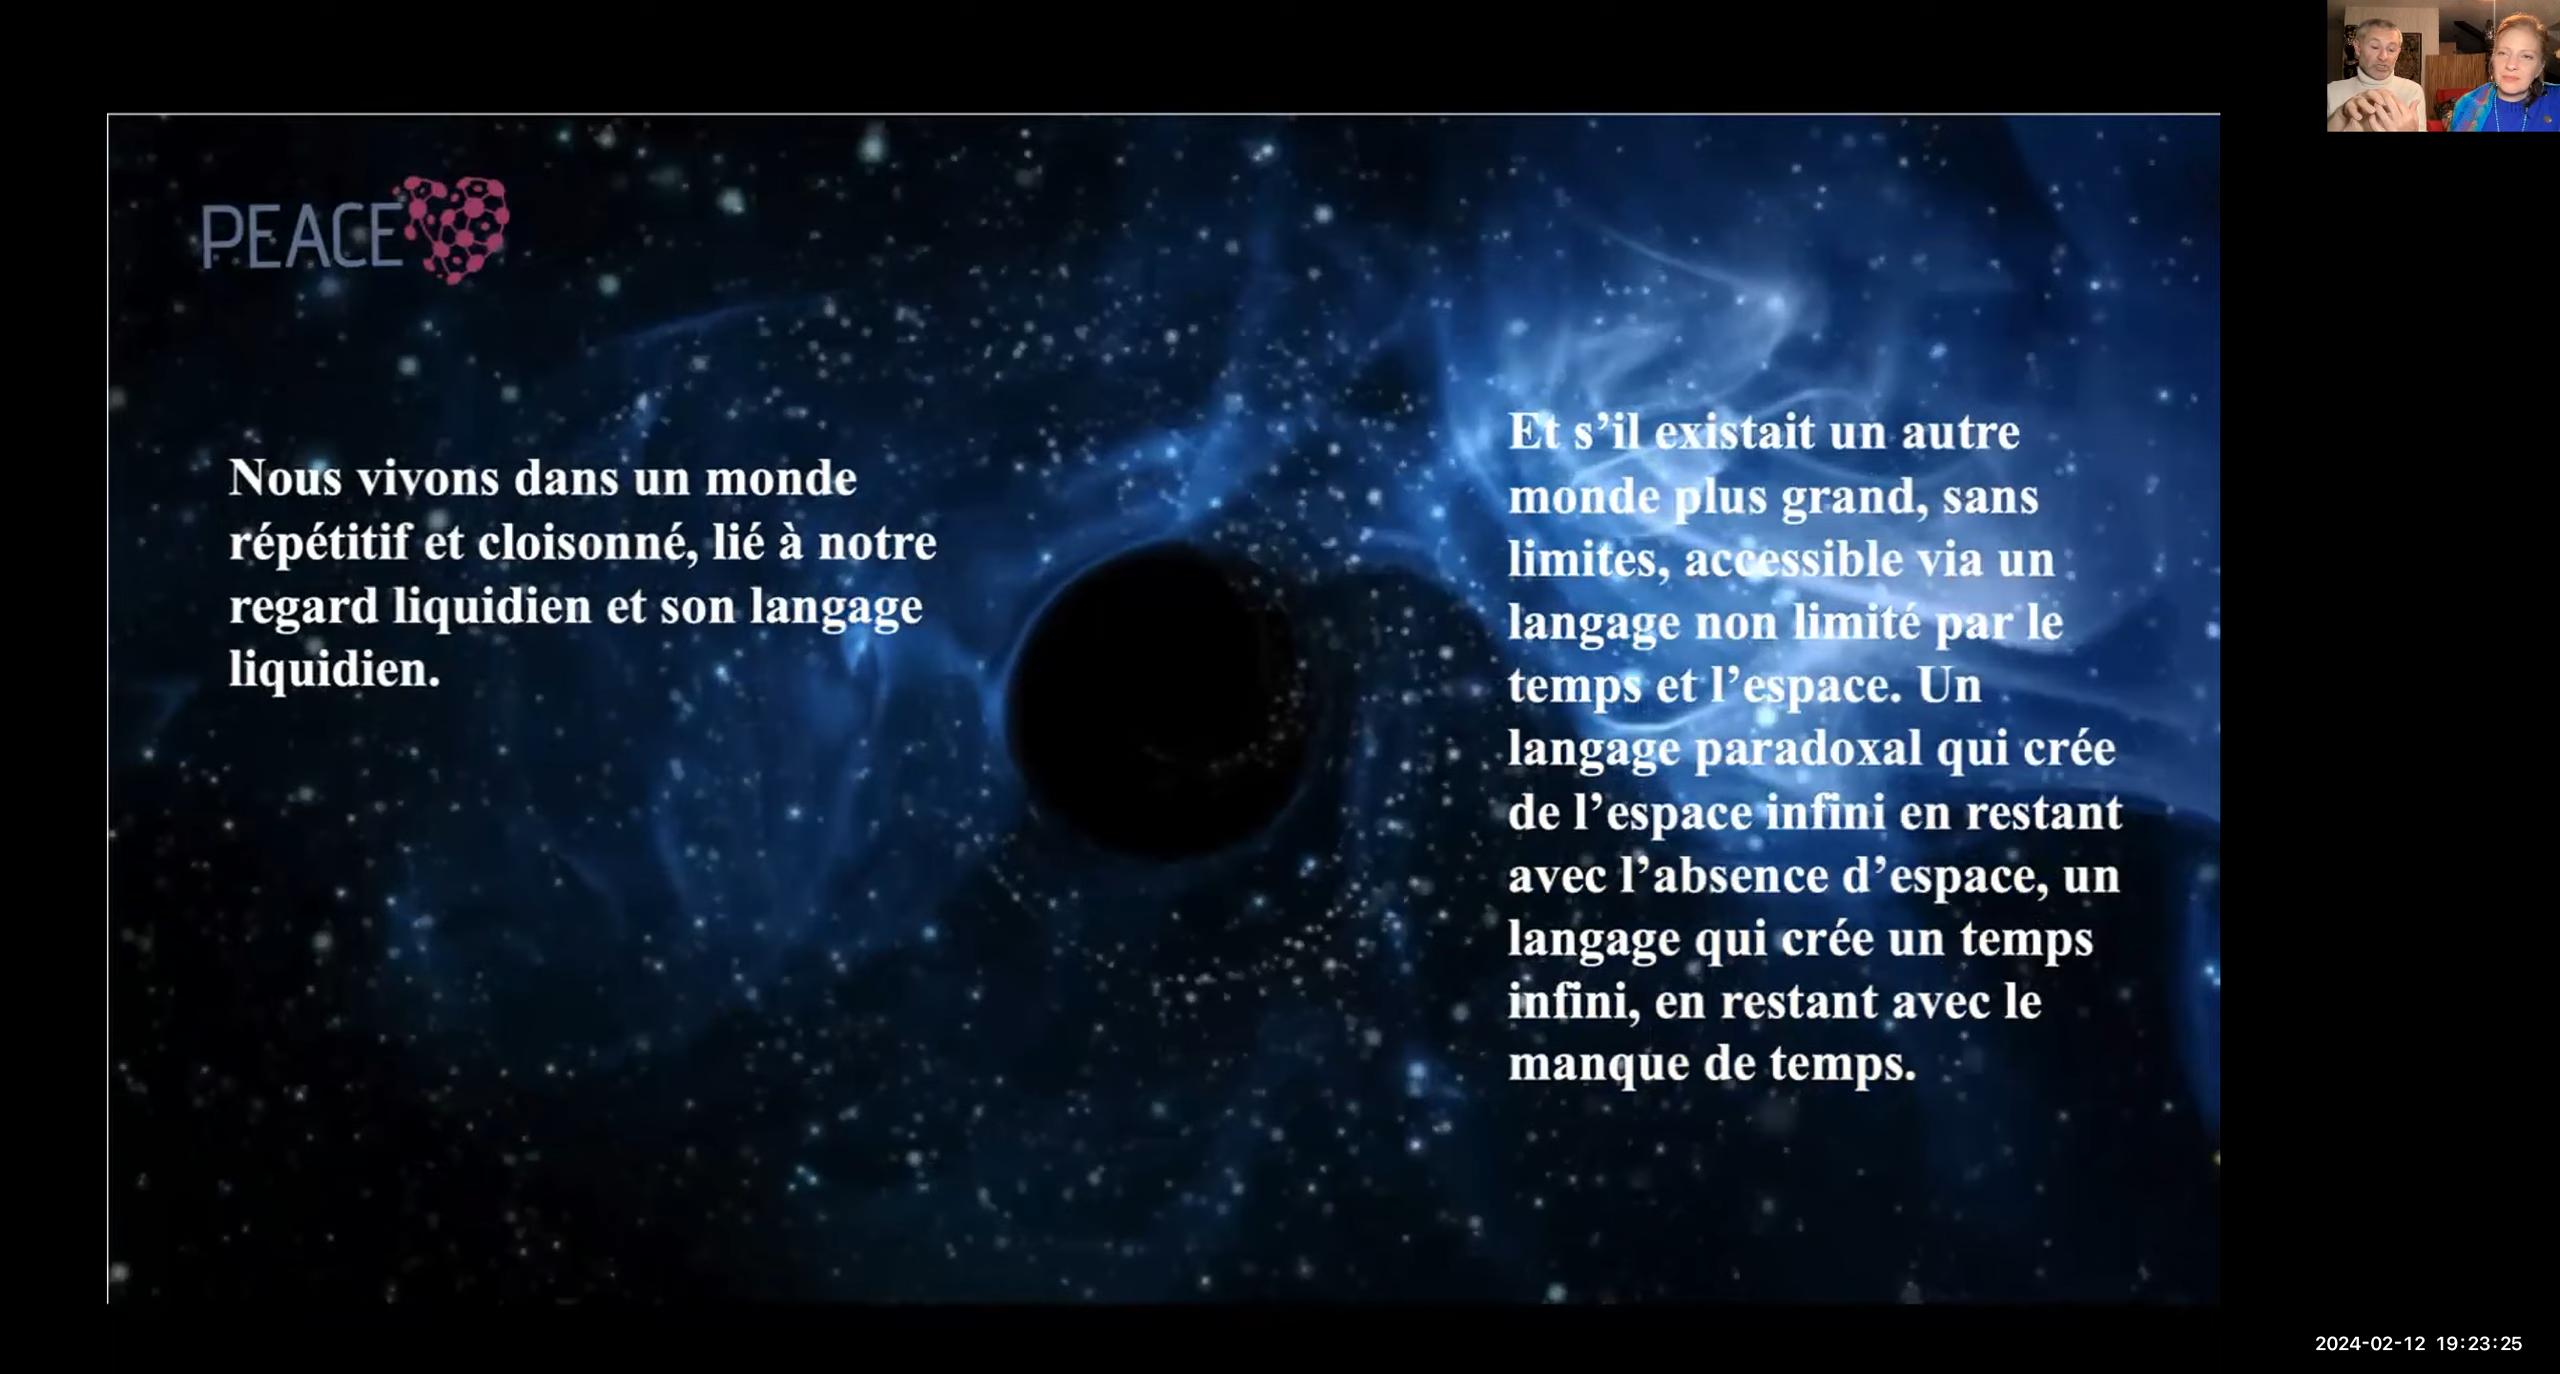 PEACE
Nous vivons dans un monde
répétitif et cloisonné, lié à notre
regard liquidien et son langage
liquidien.
Et s’il existait un autre
monde plus grand, sans
limites, accessible via un
langage non limité par le
temps et l’espace. Un
langage paradoxal qui crée
de l’espace infini en restant
avec l’absence d’espace, un
langage qui crée un temps
infini, en restant avec le
manque de temps.
2024-02-12 19:23:25